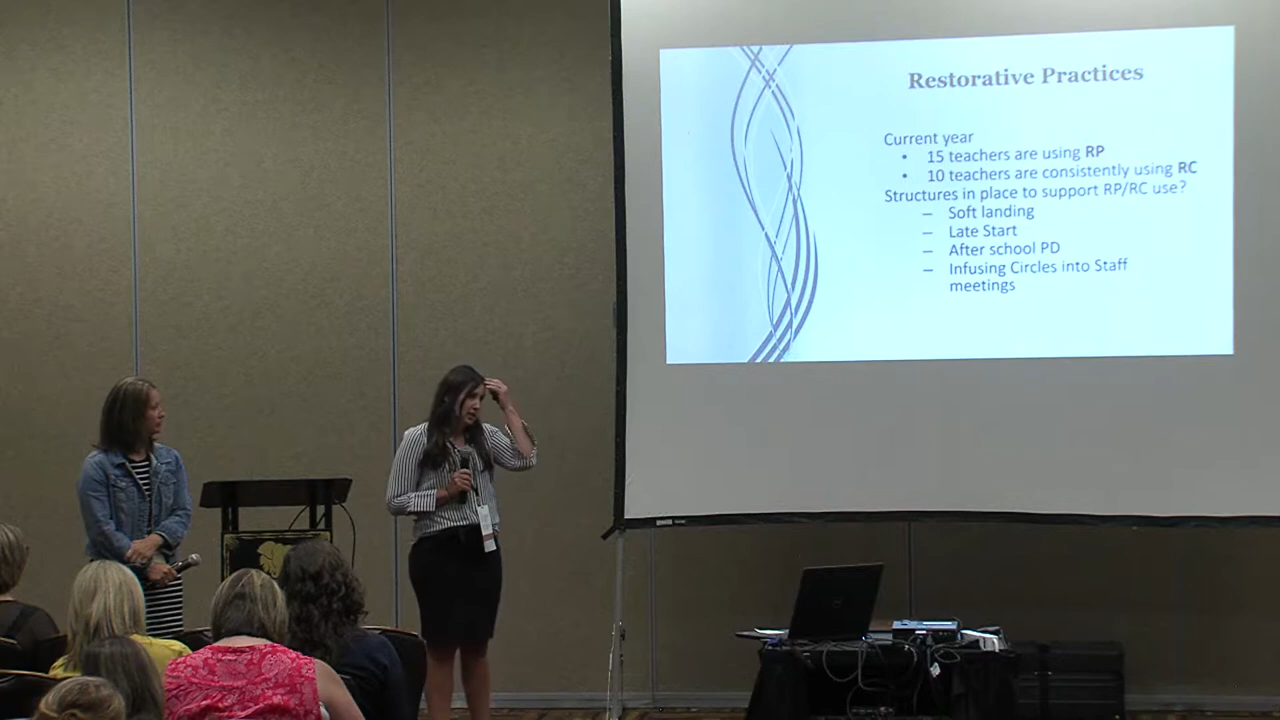 Restorative Practices
Current year
• 15 teachers are using RP
• 10 teachers are consistently using RC
Structures in place to support RP/RC use?
– Soft landing
– Late Start
– After school PD
– Infusing Circles into Staff
meetings